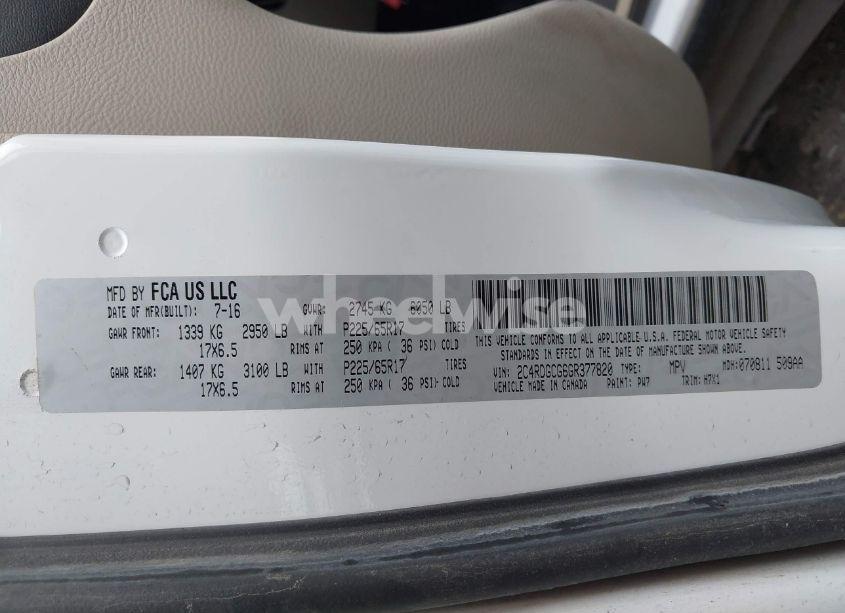 MFD BY FCA US LLC
DATE OF MFR(BUILT): 7-16 GVWR: 2745 KG 6050 LB
GAWR FRONT: 1339 KG 2950 LB WITH P225/65R17 TIRES
17X6.5 RIMS AT 250 KPA ( 36 PSI) COLD
GAWR REAR: 1407 KG 3100 LB WITH P225/65R17 TIRES
17X6.5 RIMS AT 250 KPA ( 36 PSI) COLD
THIS VEHICLE CONFORMS TO ALL APPLICABLE U.S.A. FEDERAL MOTOR VEHICLE SAFETY
STANDARDS IN EFFECT ON THE DATE OF MANUFACTURE SHOWN ABOVE.
VIN: 2C4RDGCG6GR377820 TYPE: MPV MDH: 070811 509AA
VEHICLE MADE IN CANADA PAINT: PW7 TRIM: H7X1
wheelwise